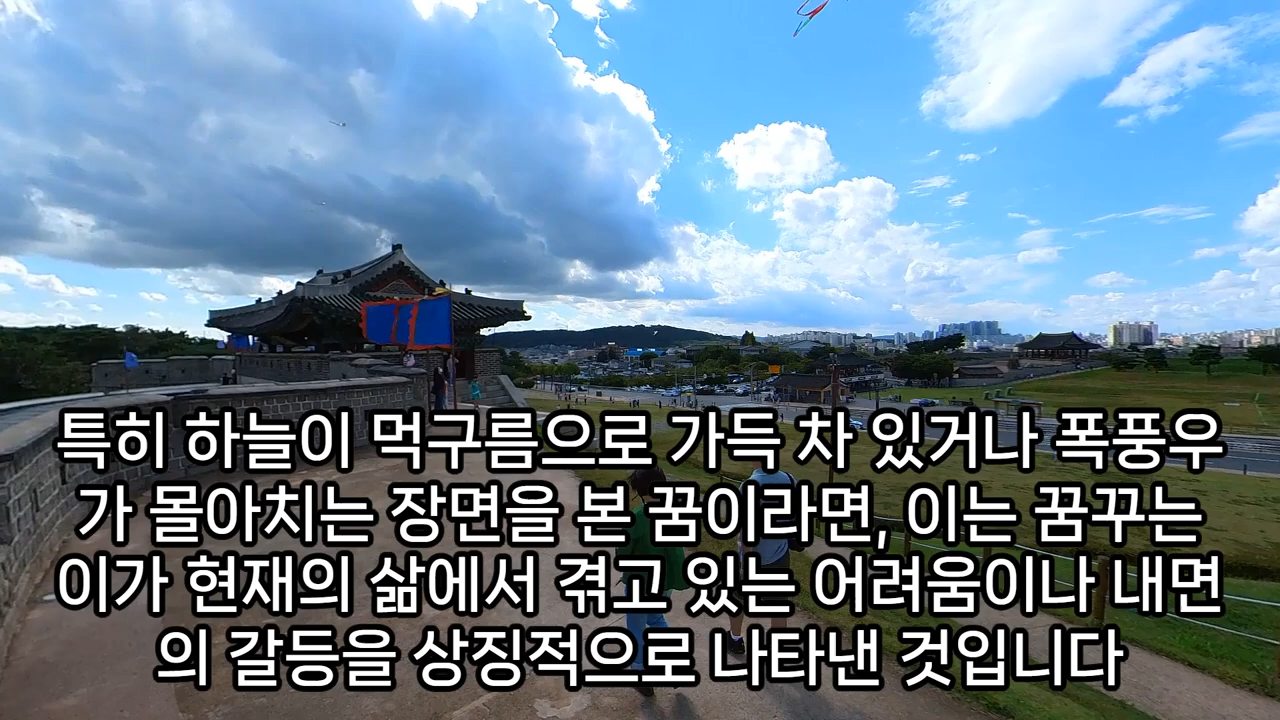 특히 하늘이 먹구름으로 가득 차 있거나 폭풍우
가 몰아치는 장면을 본 꿈이라면, 이는 꿈꾸는
이가 현재의 삶에서 겪고 있는 어려움이나 내면
의 갈등을 상징적으로 나타낸 것입니다